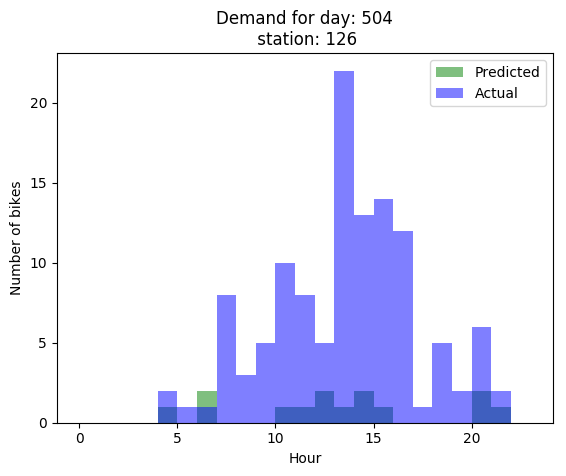 Demand for day: 504
station: 126
Predicted
Actual
Number of bikes
20
15
10
5
0
0
5
10
15
20
Hour